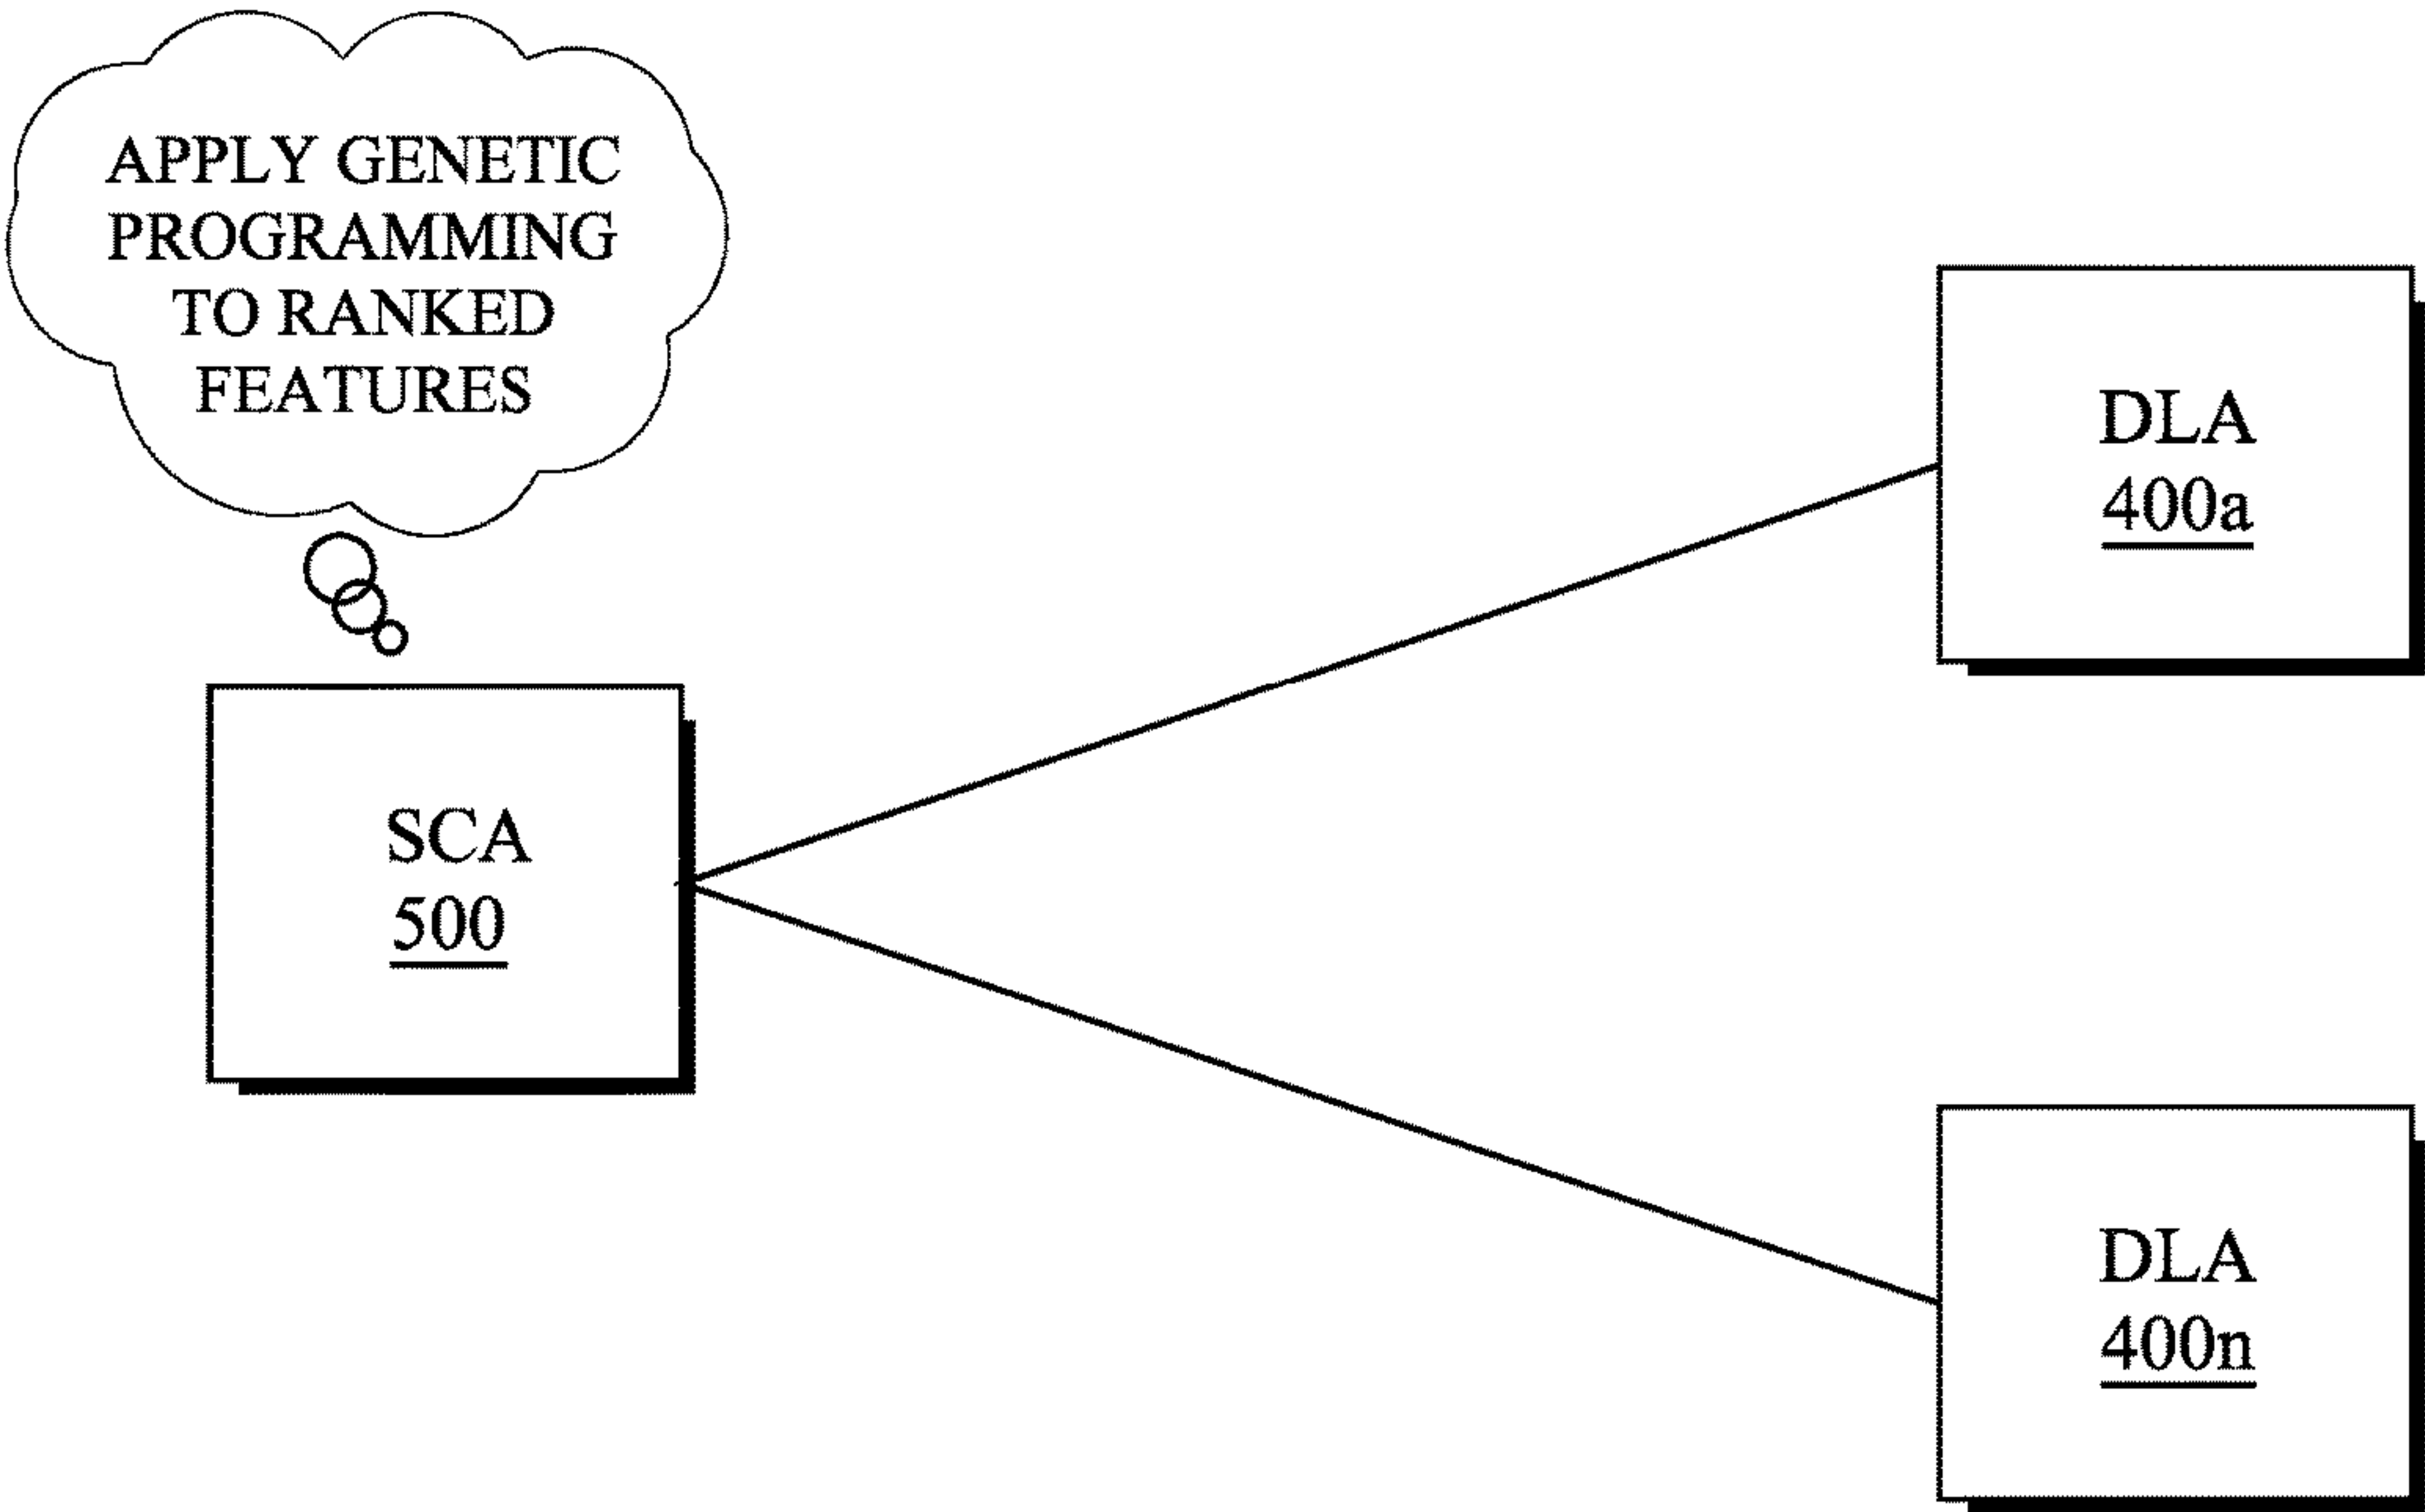 APPLY GENETIC
PROGRAMMING
TO RANKED
FEATURES
DLA
400a
SCA
500
DLA
400n